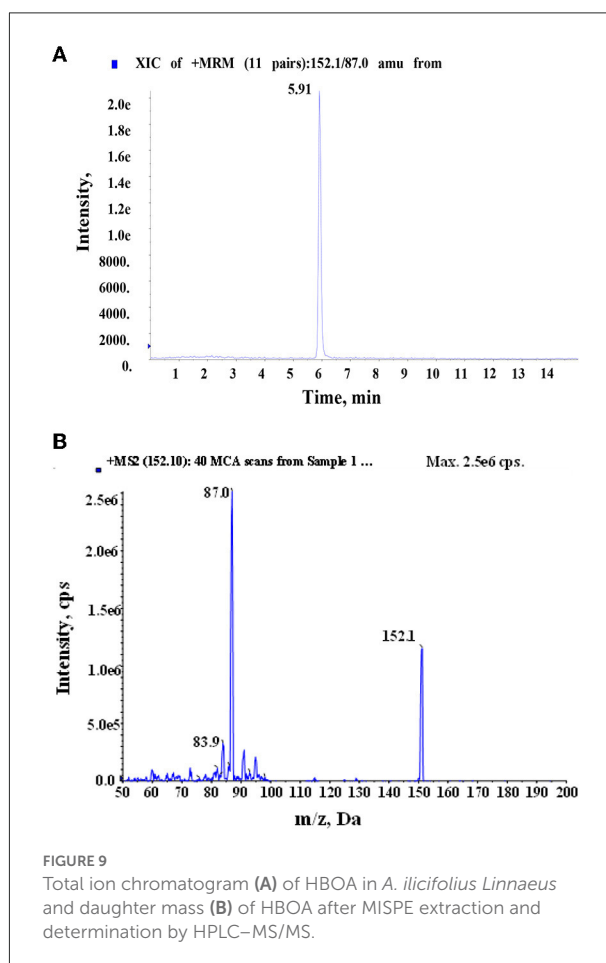 A
XIC of +MRM (11 pairs):152.1/87.0 amu from
5.91
2.0e
1.8e
1.6e
1.4e
1.2e
1.0e
8000.
6000.
4000.
2000.
0.
Intensity,
1 2 3 4 5 6 7 8 9 10 11 12 13 14
Time, min
B
+MS2 (152.10): 40 MCA scans from Sample 1 ... Max. 2.5e6 cps.
87.0
2.5e6
2.0e6
1.5e6
152.1
1.0e6
5.0e5
83.9
0.0
Intensity, cps
50 60 70 80 90 100 110 120 130 140 150 160 170 180 190 200
m/z, Da
FIGURE 9
Total ion chromatogram (A) of HBOA in A. ilicifolius Linnaeus
and daughter mass (B) of HBOA after MISPE extraction and
determination by HPLC–MS/MS.